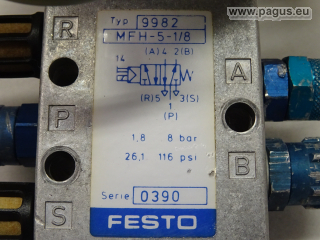 www.pagus.eu
Typ 9982
MFH-5-1/8
(A) 4 2 (B)
14
(R) 5 3 (S)
1
(P)
1,8 8 bar
26,1 116 psi
Serie 0390
FESTO
R
P
S
A
B